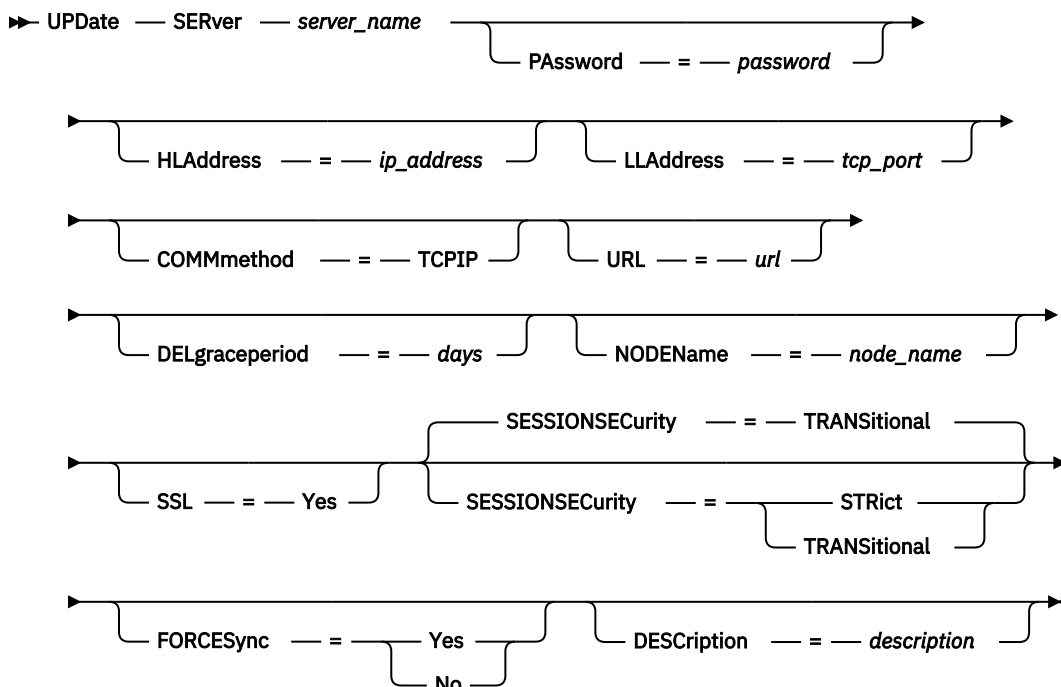 UPDate SERver server_name
PAssword = password
HLAddress = ip_address LLAddress = tcp_port
COMMmethod = TCPIP URL = url
DELgraceperiod = days NODEName = node_name
SESSIONSECurity = TRANSitional
SSL = Yes SESSIONSECurity = STRict
TRANSitional
FORCESync = Yes DESCription = description
No